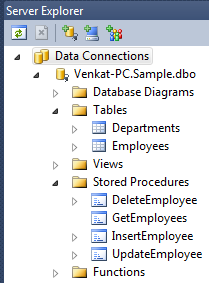 Server Explorer
Data Connections
Venkat-PC.Sample.dbo
Database Diagrams
Tables
Departments
Employees
Views
Stored Procedures
DeleteEmployee
GetEmployees
InsertEmployee
UpdateEmployee
Functions